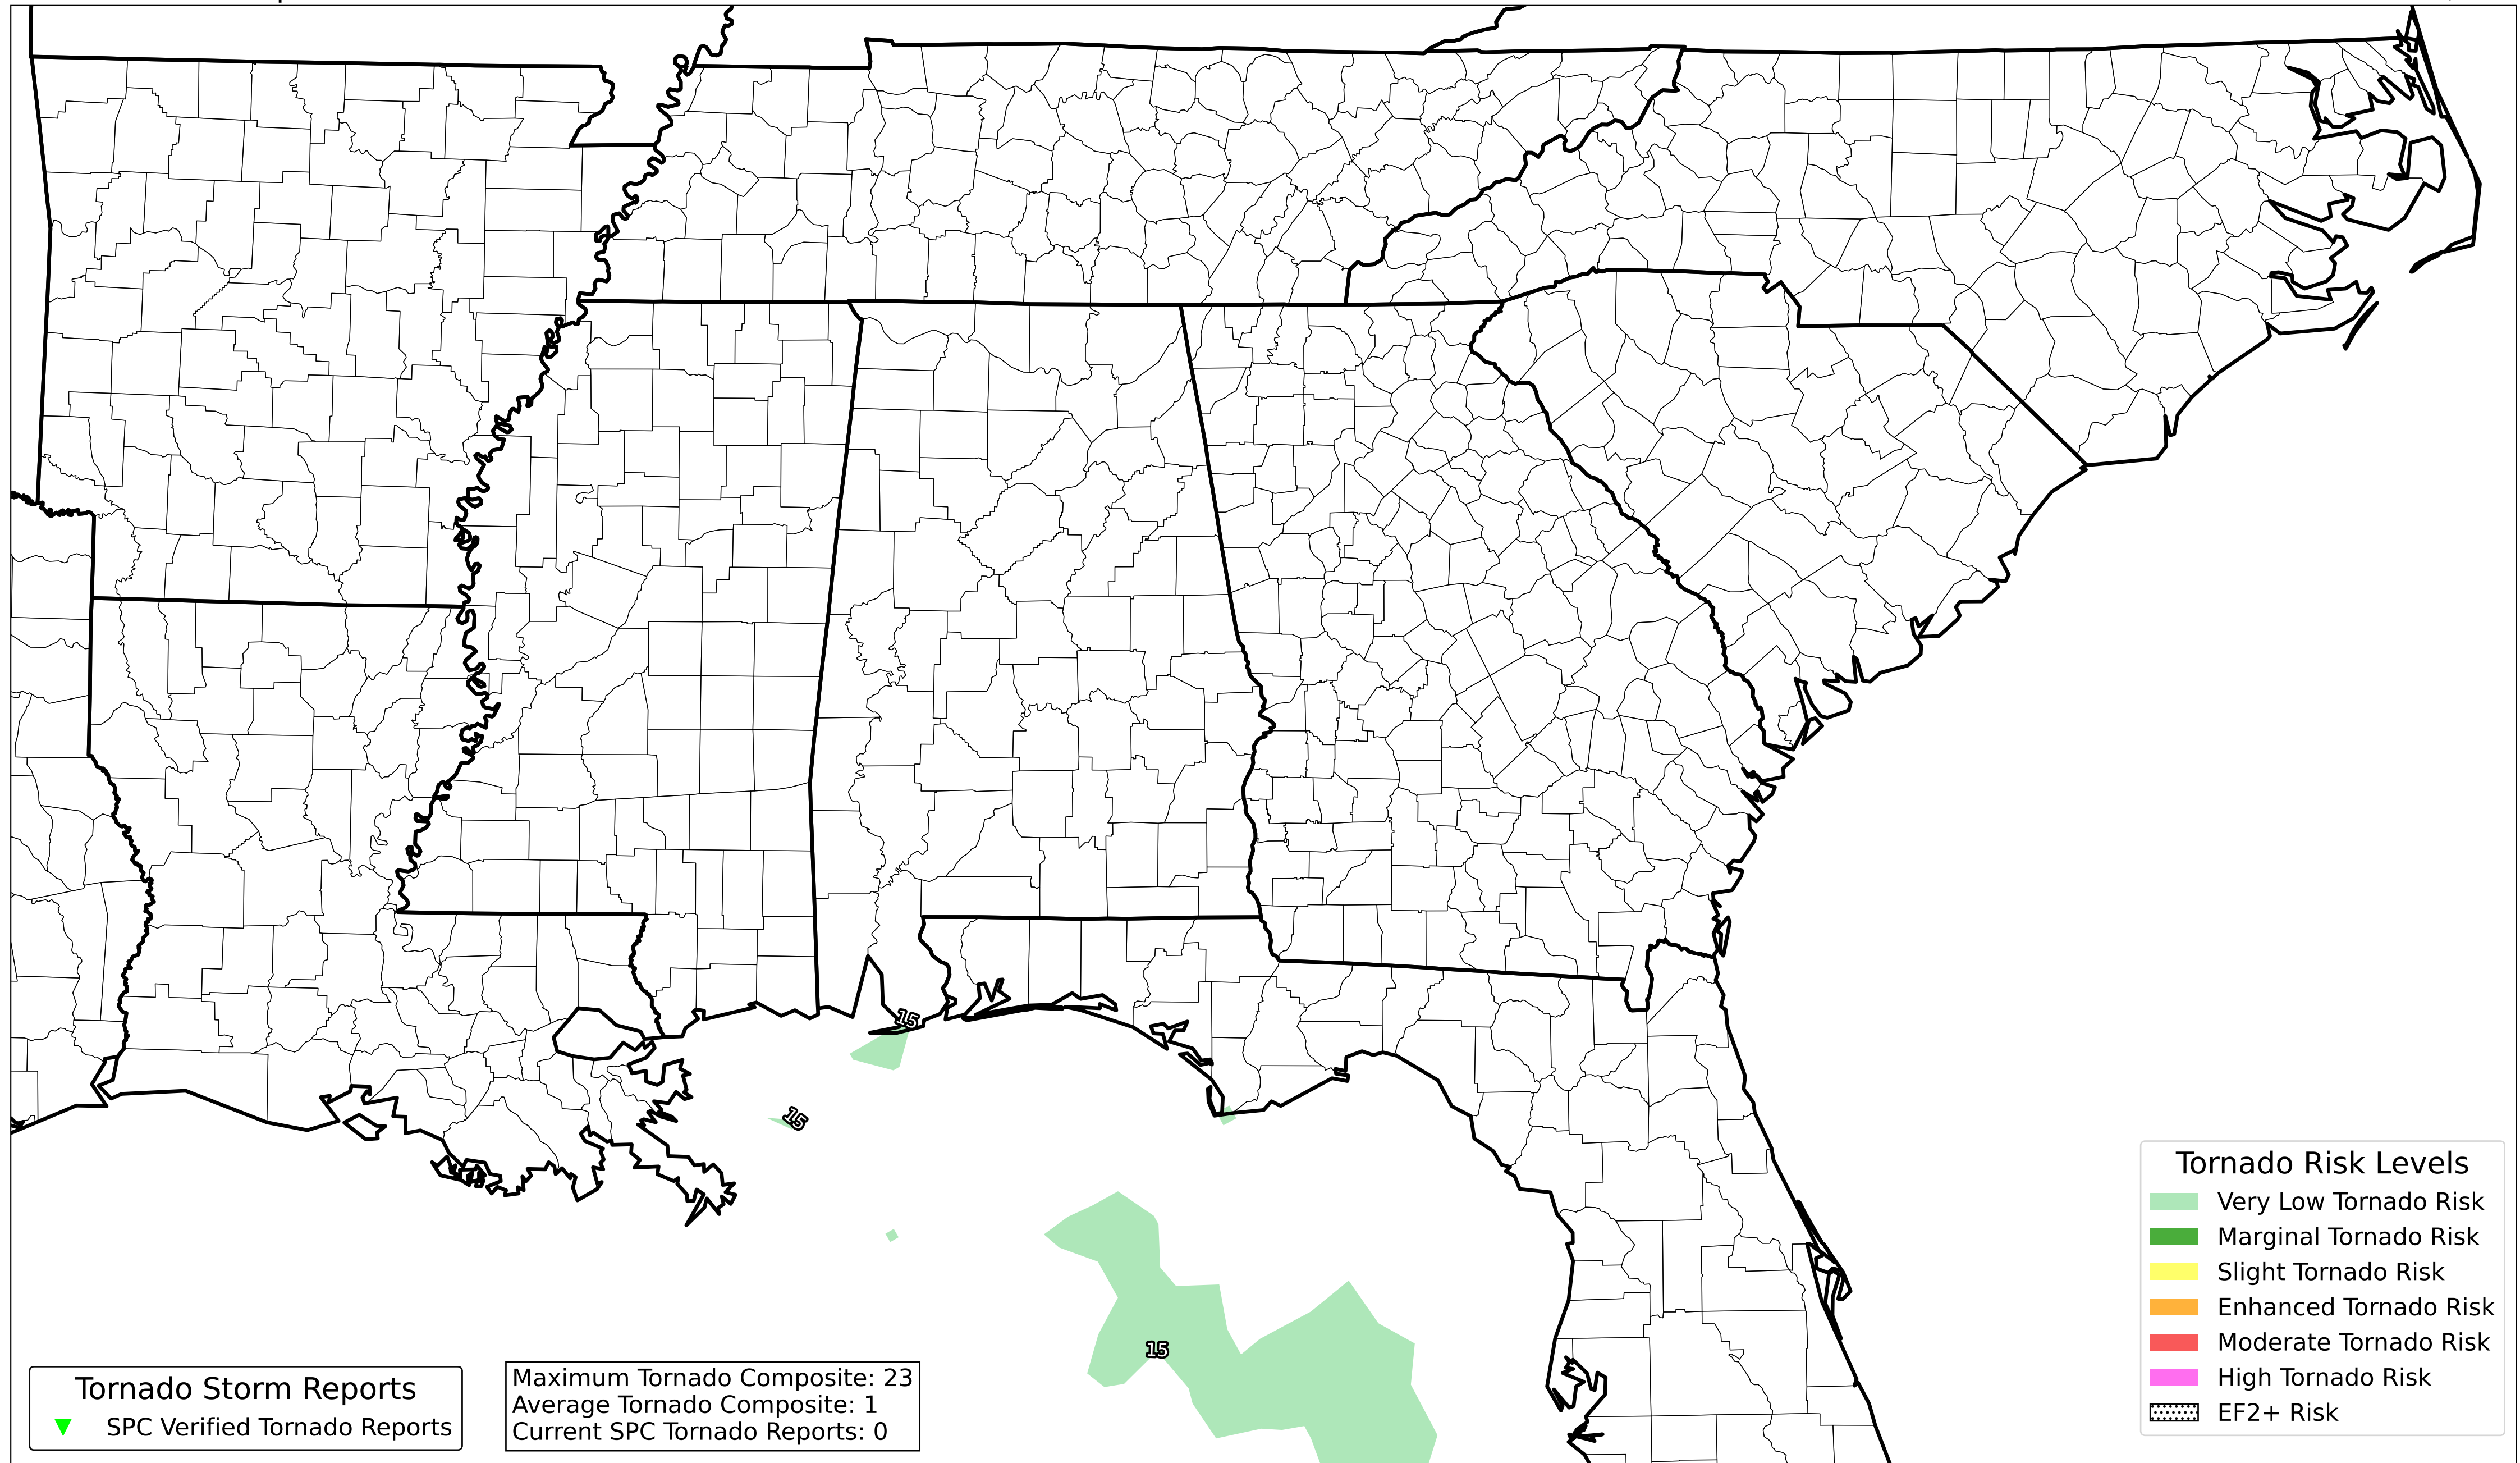 15
15
15
Tornado Risk Levels
Very Low Tornado Risk
Marginal Tornado Risk
Slight Tornado Risk
Enhanced Tornado Risk
Moderate Tornado Risk
High Tornado Risk
EF2+ Risk
Tornado Storm Reports
SPC Verified Tornado Reports
Maximum Tornado Composite: 23
Average Tornado Composite: 1
Current SPC Tornado Reports: 0